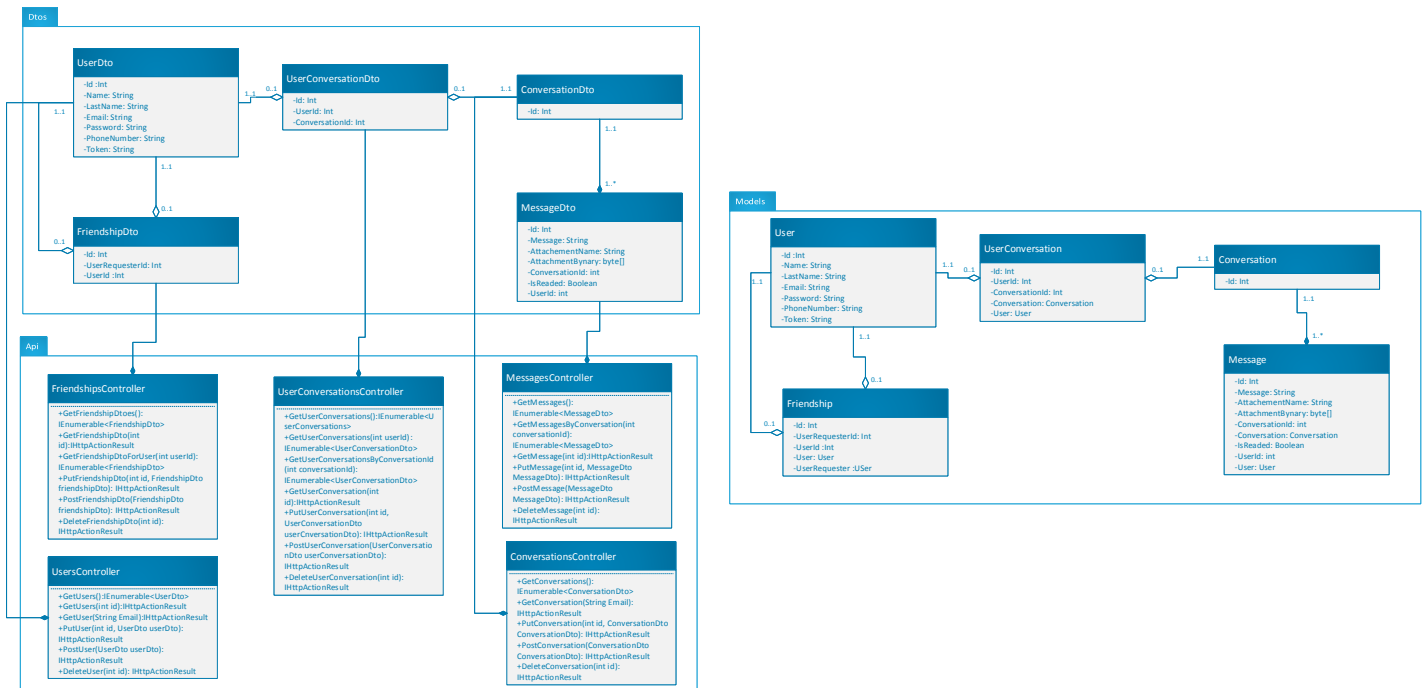 Dtos
UserDto
-Id :Int
-Name: String
-LastName: String
-Email: String
-Password: String
-PhoneNumber: String
-Token: String
1..1
1..1
0..1
0..1
1..1
0..1
UserConversationDto
-Id: Int
-UserId: Int
-ConversationId: Int
0..1
1..1
ConversationDto
-Id: Int
1..1
1..*
FriendshipDto
-Id: Int
-UserRequesterId: Int
-UserId :Int
MessageDto
-Id: Int
-Message: String
-AttachementName: String
-AttachmentBynary: byte[]
-ConversationId: int
-IsReaded: Boolean
-UserId: int
Api
FriendshipsController
+GetFriendshipDtoes():
IEnumerable<FriendshipDto>
+GetFriendshipDto(int
id):IHttpActionResult
+GetFriendshipDtoForUser(int userId):
IEnumerable<FriendshipDto>
+PutFriendshipDto(int id, FriendshipDto
friendshipDto): IHttpActionResult
+PostFriendshipDto(FriendshipDto
friendshipDto): IHttpActionResult
+DeleteFriendshipDto(int id):
IHttpActionResult
UserConversationsController
+GetUserConversations():IEnumerable<U
serConversations>
+GetUserConversations(int userId):
IEnumerable<UserConversationDto>
+GetUserConversationsByConversationId
(int conversationId):
IEnumerable<UserConversationDto>
+GetUserConversation(int
id):IHttpActionResult
+PutUserConversation(int id,
UserConversationDto
userConversationDto): IHttpActionResult
+PostUserConversation(UserConversatio
nDto userConversationDto):
IHttpActionResult
+DeleteUserConversation(int id):
IHttpActionResult
MessagesController
+GetMessages():
IEnumerable<MessageDto>
+GetMessagesByConversation(int
conversationId):
IEnumerable<MessageDto>
+GetMessage(int id):IHttpActionResult
+PutMessage(int id, MessageDto
MessageDto): IHttpActionResult
+PostMessage(MessageDto
MessageDto): IHttpActionResult
+DeleteMessage(int id):
IHttpActionResult
UsersController
+GetUsers():IEnumerable<UserDto>
+GetUsers(int id):IHttpActionResult
+GetUser(String Email):IHttpActionResult
+PutUser(int id, UserDto userDto):
IHttpActionResult
+PostUser(UserDto userDto):
IHttpActionResult
+DeleteUser(int id): IHttpActionResult
ConversationsController
+GetConversations():
IEnumerable<ConversationDto>
+GetConversation(String Email):
IHttpActionResult
+PutConversation(int id, ConversationDto
ConversationDto): IHttpActionResult
+PostConversation(ConversationDto
ConversationDto): IHttpActionResult
+DeleteConversation(int id):
IHttpActionResult
Models
User
-Id :Int
-Name: String
-LastName: String
-Email: String
-Password: String
-PhoneNumber: String
-Token: String
1..1
1..1
0..1
0..1
1..1
0..1
UserConversation
-Id: Int
-UserId: Int
-ConversationId: Int
-Conversation: Conversation
-User: User
0..1
1..1
Conversation
-Id: Int
1..1
1..*
Friendship
-Id: Int
-UserRequesterId: Int
-UserId :Int
-User: User
-UserRequester :USer
Message
-Id: Int
-Message: String
-AttachementName: String
-AttachmentBynary: byte[]
-ConversationId: int
-Conversation: Conversation
-IsReaded: Boolean
-UserId: int
-User: User